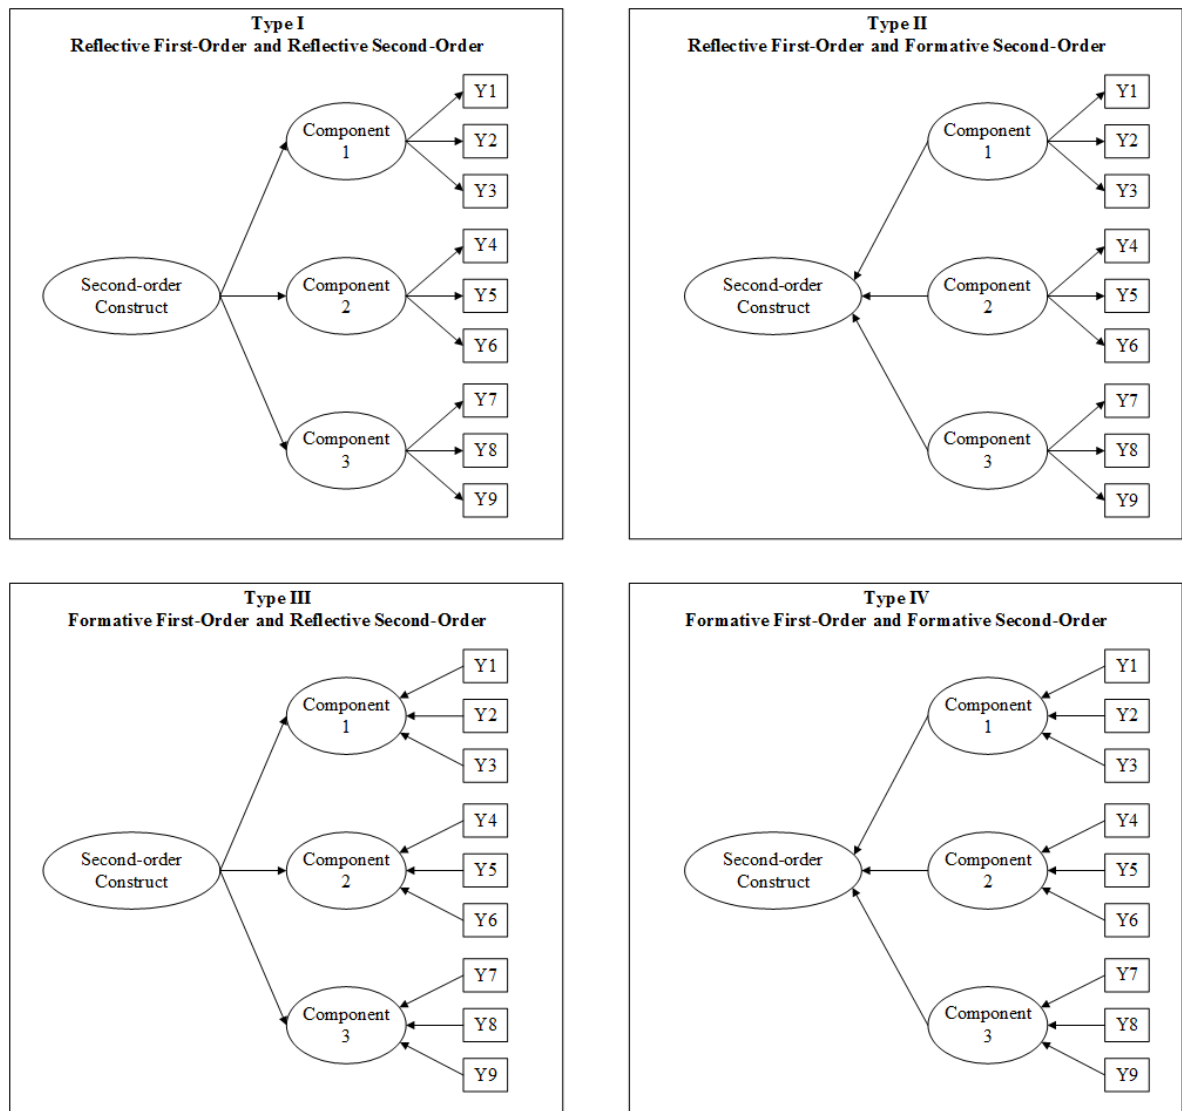 Type I
Reflective First-Order and Reflective Second-Order
Y1
Component
1
Y2
Y3
Y4
Second-order
Construct
Component
2
Y5
Y6
Y7
Component
3
Y8
Y9
Type II
Reflective First-Order and Formative Second-Order
Y1
Component
1
Y2
Y3
Y4
Second-order
Construct
Component
2
Y5
Y6
Y7
Component
3
Y8
Y9
Type III
Formative First-Order and Reflective Second-Order
Y1
Component
1
Y2
Y3
Y4
Second-order
Construct
Component
2
Y5
Y6
Y7
Component
3
Y8
Y9
Type IV
Formative First-Order and Formative Second-Order
Y1
Component
1
Y2
Y3
Y4
Second-order
Construct
Component
2
Y5
Y6
Y7
Component
3
Y8
Y9